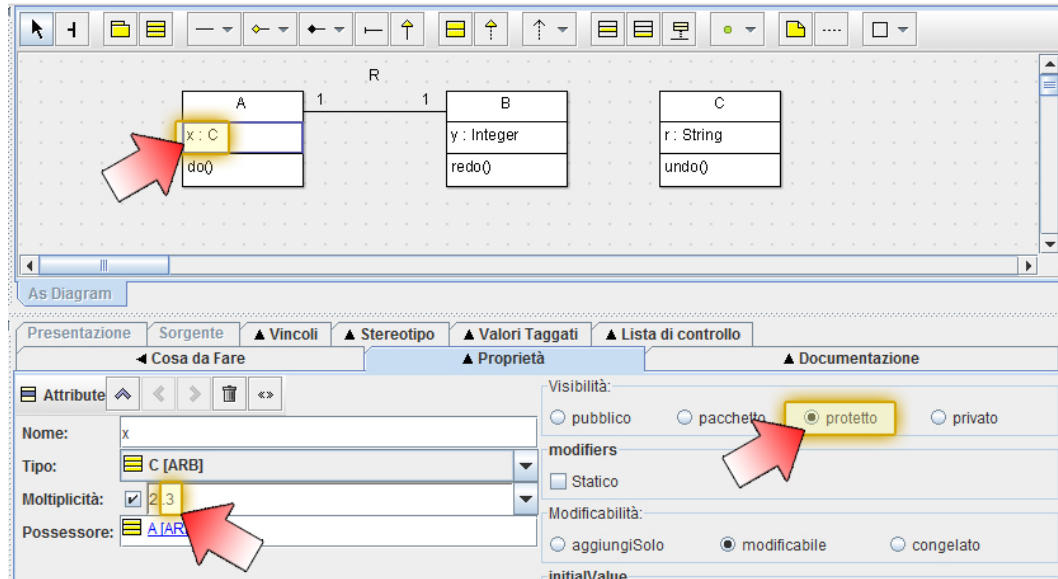 R
A
1
1
B
C
x : C
y : Integer
r : String
do()
redo()
undo()
As Diagram
Presentazione
Sorgente
▲ Vincoli
▲ Stereotipo
▲ Valori Taggati
▲ Lista di controllo
◀ Cosa da Fare
▲ Proprietà
▲ Documentazione
Attribute
Visibilità:
pubblico
pacchetto
protetto
privato
Nome:
x
modifiers
Tipo:
C [ARB]
Statico
Moltiplicità:
2..3
Modificabilità:
Possessore:
aggiungiSolo
modificabile
congelato
initialValue